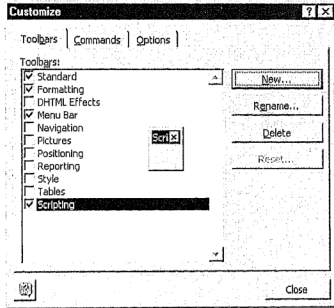 Customize
Toolbars Commands Options
Toolbars:
Standard
Formatting
DHTML Effects
Menu Bar
Navigation
Pictures
Positioning
Reporting
Style
Tables
Scripting
Scri
New...
Rename...
Delete
Reset...
Close